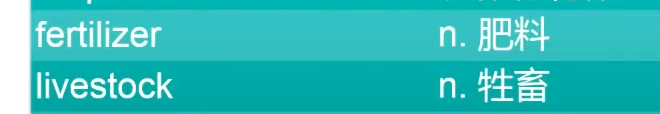 fertilizer n. 肥料
livestock n. 牲畜